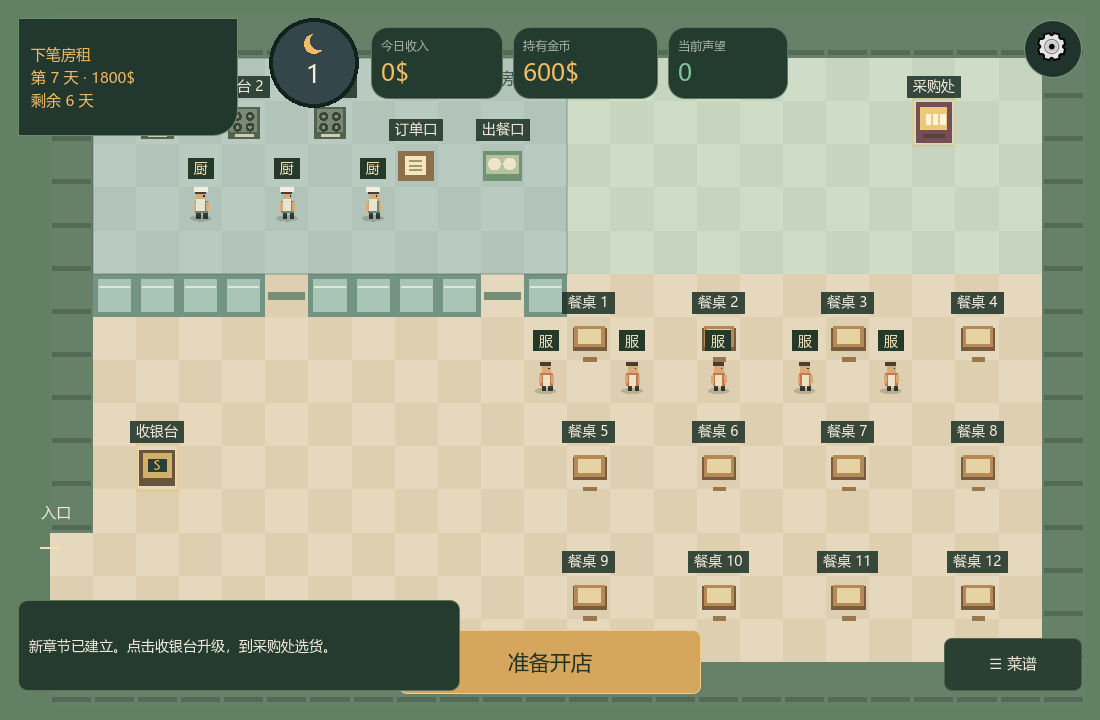 下笔房租
第 7 天 · 1800$
剩余 6 天
1
今日收入
0$
持有金币
600$
当前声望
0
台 2
房
采购处
订单口
出餐口
厨
厨
厨
餐桌 1
餐桌 2
餐桌 3
餐桌 4
服
服
服
服
服
收银台
S
餐桌 5
餐桌 6
餐桌 7
餐桌 8
入口
→
餐桌 9
餐桌 10
餐桌 11
餐桌 12
新章节已建立。点击收银台升级，到采购处选货。
准备开店
☰ 菜谱